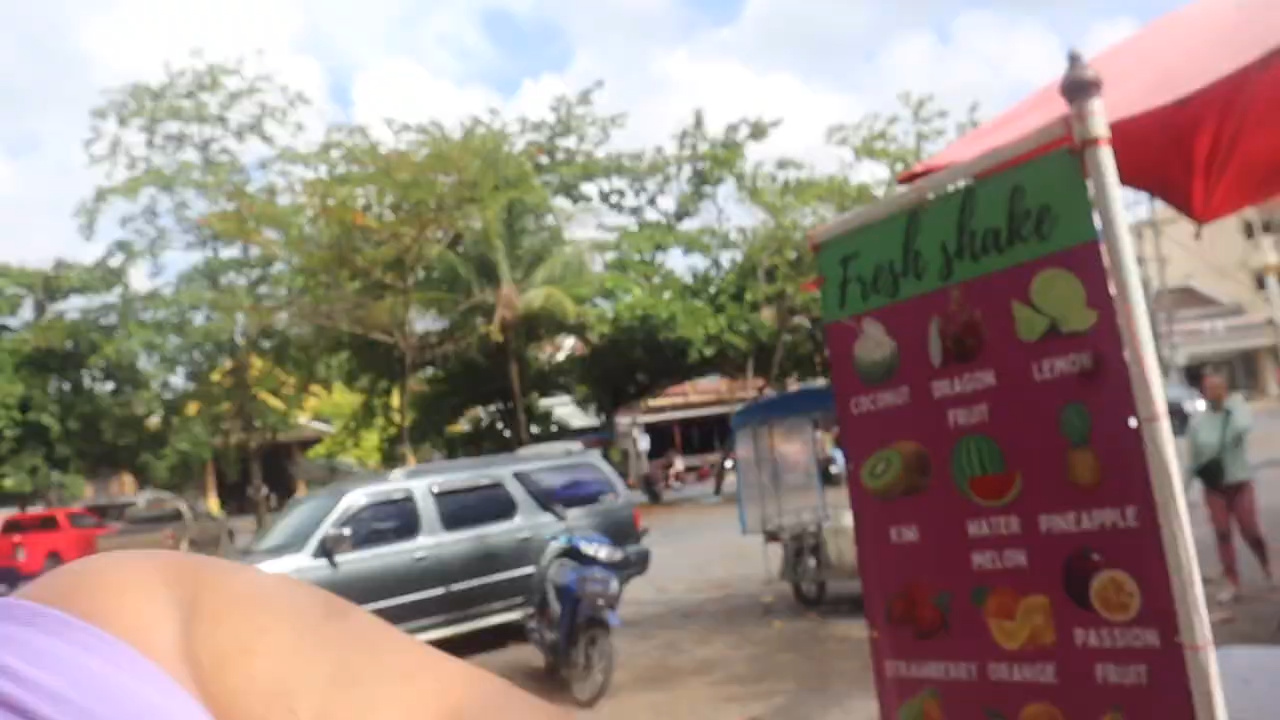 Fresh shake
COCONUT
DRAGON
FRUIT
LEMON
KIWI
WATER
MELON
PINEAPPLE
STRAWBERRY
ORANGE
PASSION
FRUIT